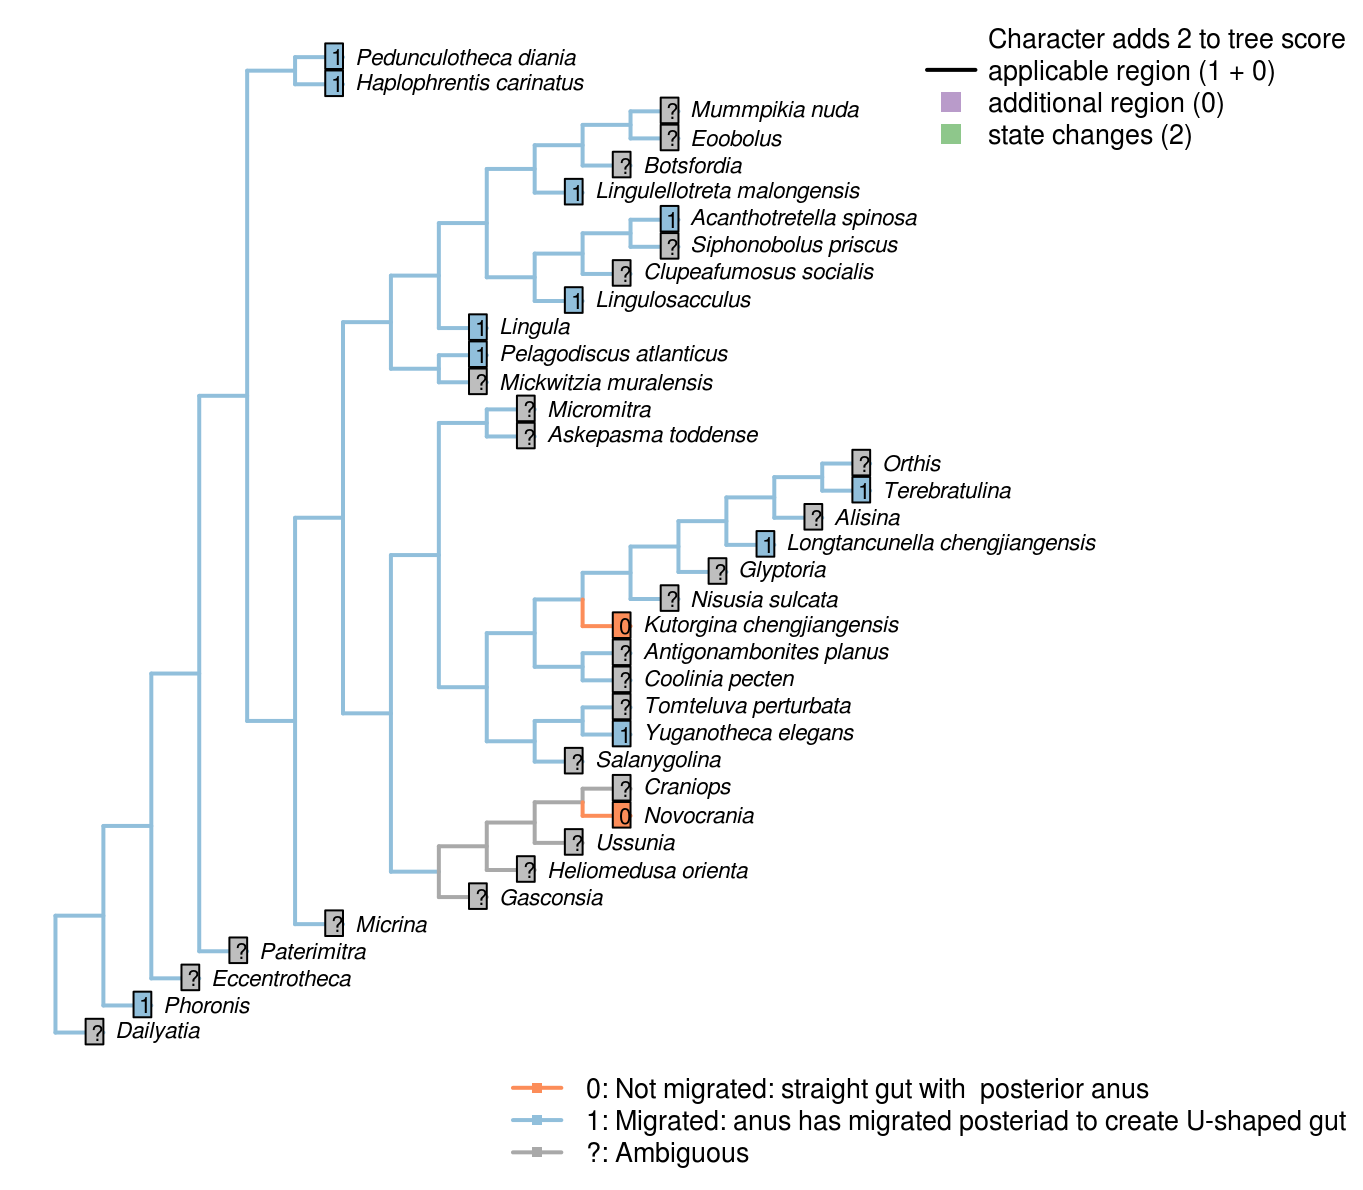 Character adds 2 to tree score
applicable region (1 + 0)
additional region (0)
state changes (2)
1 Pedunculotheca diania
1 Haplophrentis carinatus
? Mummpikia nuda
? Eoobolus
? Botsfordia
1 Lingulellotreta malongensis
1 Acanthotretella spinosa
? Siphonobolus priscus
? Clupeafumosus socialis
1 Lingulosacculus
1 Lingula
1 Pelagodiscus atlanticus
? Mickwitzia muralensis
? Micromitra
? Askepasma toddense
? Orthis
1 Terebratulina
? Alisina
1 Longtancunella chengjiangensis
? Glyptoria
? Nisusia sulcata
0 Kutorgina chengjiangensis
? Antigonambonites planus
? Coolinia pecten
? Tomteluva perturbata
1 Yuganotheca elegans
? Salanygolina
? Craniops
0 Novocrania
? Ussunia
? Heliomedusa orienta
? Gasconsia
? Micrina
? Paterimitra
? Eccentrotheca
1 Phoronis
? Dailyatia
0: Not migrated: straight gut with  posterior anus
1: Migrated: anus has migrated posteriad to create U-shaped gut
?: Ambiguous